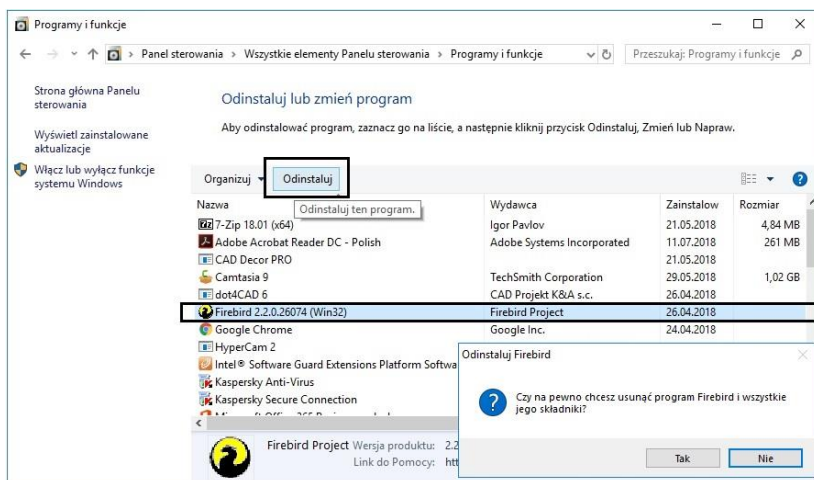 Programy i funkcje
Panel sterowania > Wszystkie elementy Panelu sterowania > Programy i funkcje
Przeszukaj: Programy i funkcje
Strona główna Panelu sterowania
Wyświetl zainstalowane aktualizacje
Włącz lub wyłącz funkcje systemu Windows
Odinstaluj lub zmień program
Aby odinstalować program, zaznacz go na liście, a następnie kliknij przycisk Odinstaluj, Zmień lub Napraw.
Organizuj Odinstaluj
Odinstaluj ten program.
Nazwa Wydawca Zainstalow Rozmiar
7-Zip 18.01 (x64) Igor Pavlov 21.05.2018 4,84 MB
Adobe Acrobat Reader DC - Polish Adobe Systems Incorporated 11.07.2018 261 MB
CAD Decor PRO 21.05.2018
Camtasia 9 TechSmith Corporation 29.05.2018 1,02 GB
dot4CAD 6 CAD Projekt K&A s.c. 26.04.2018
Firebird 2.2.0.26074 (Win32) Firebird Project 26.04.2018
Google Chrome Google Inc. 24.04.2018
HyperCam 2
Intel® Software Guard Extensions Platform Softwa
Kaspersky Anti-Virus
Kaspersky Secure Connection
Firebird Project Wersja produktu: 2.2
Link do Pomocy: htt
Odinstaluj Firebird
Czy na pewno chcesz usunąć program Firebird i wszystkie
jego składniki?
Tak Nie